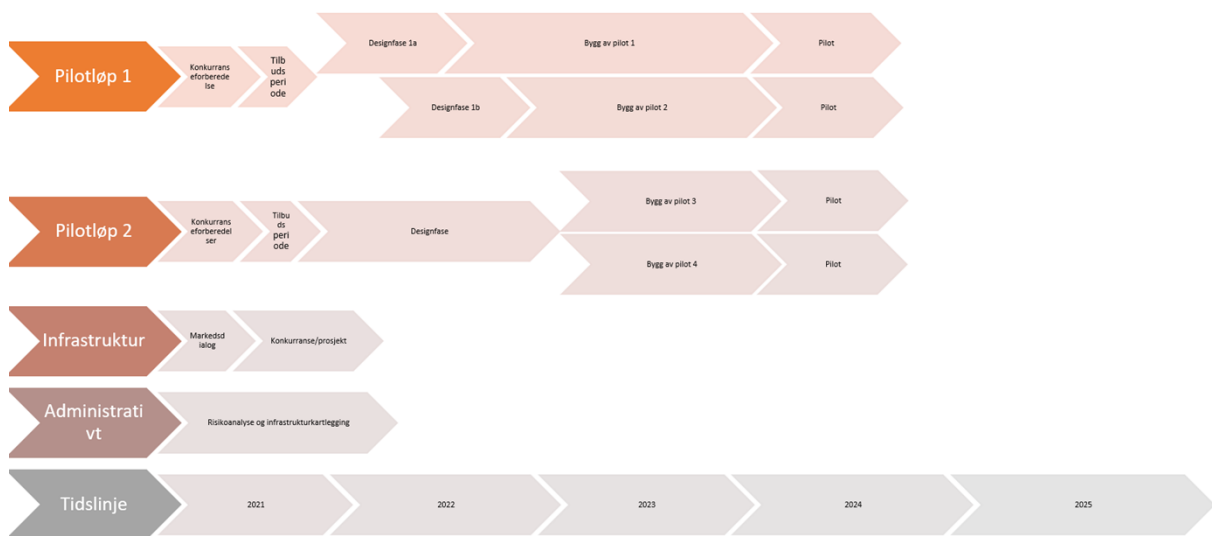 Designfase 1a
Bygg av pilot 1
Pilot
Pilotløp 1
Konkurrans
eforberede
lse
Tilb
uds
peri
ode
Designfase 1b
Bygg av pilot 2
Pilot
Pilotløp 2
Konkurrans
eforberedel
ser
Tilbu
ds
peri
ode
Designfase
Bygg av pilot 3
Pilot
Bygg av pilot 4
Pilot
Infrastruktur
Markedsd
ialog
Konkurranse/prosjekt
Administrati
vt
Risikoanalyse og infrastrukturkartlegging
Tidslinje
2021
2022
2023
2024
2025